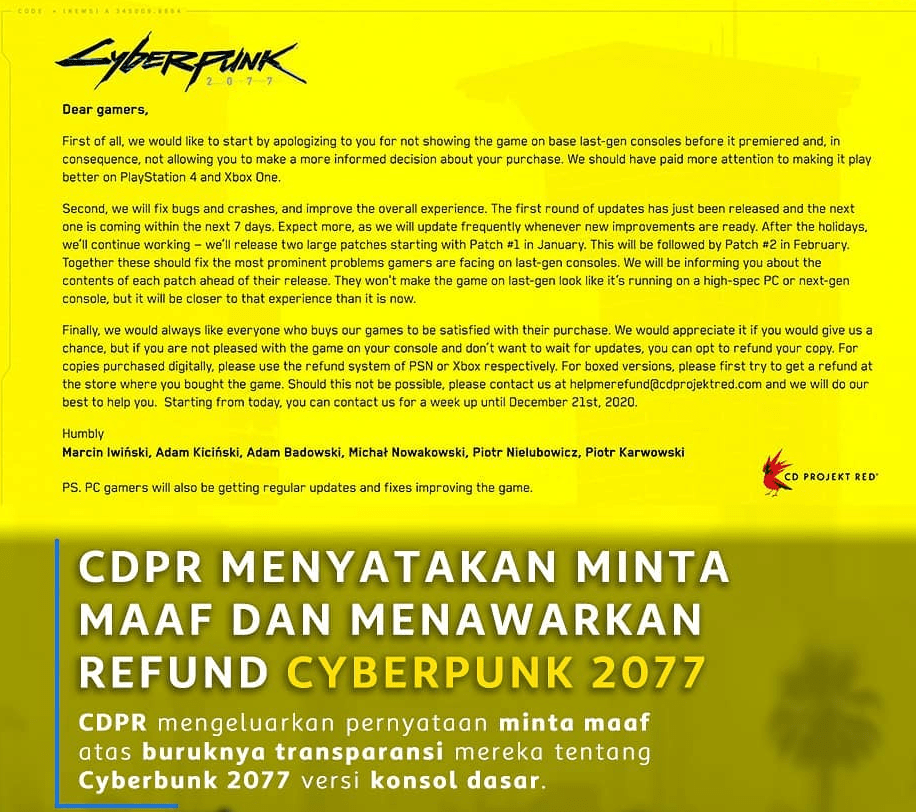 CYBERPUNK
2077
Dear gamers,
First of all, we would like to start by apologizing to you for not showing the game on base last-gen consoles before it premiered and, in
consequence, not allowing you to make a more informed decision about your purchase. We should have paid more attention to making it play
better on PlayStation 4 and Xbox One.
Second, we will fix bugs and crashes, and improve the overall experience. The first round of updates has just been released and the next
one is coming within the next 7 days. Expect more, as we will update frequently whenever new improvements are ready. After the holidays,
we'll continue working – we'll release two large patches starting with Patch #1 in January. This will be followed by Patch #2 in February.
Together these should fix the most prominent problems gamers are facing on last-gen consoles. We will be informing you about the
contents of each patch ahead of their release. They won't make the game on last-gen look like it's running on a high-spec PC or next-gen
console, but it will be closer to that experience than it is now.
Finally, we would always like everyone who buys our games to be satisfied with their purchase. We would appreciate it if you would give us a
chance, but if you are not pleased with the game on your console and don't want to wait for updates, you can opt to refund your copy. For
copies purchased digitally, please use the refund system of PSN or Xbox respectively. For boxed versions, please first try to get a refund at
the store where you bought the game. Should this not be possible, please contact us at helpmerefund@cdprojektred.com and we will do our
best to help you. Starting from today, you can contact us for a week up until December 21st, 2020.
Humbly
Marcin Iwiński, Adam Kiciński, Adam Badowski, Michał Nowakowski, Piotr Nielubowicz, Piotr Karwowski
CD PROJEKT RED
PS. PC gamers will also be getting regular updates and fixes improving the game.
CDPR MENYATAKAN MINTA
MAAF DAN MENAWARKAN
REFUND CYBERPUNK 2077
CDPR mengeluarkan pernyataan minta maaf
atas buruknya transparansi mereka tentang
Cyberbunk 2077 versi konsol dasar.